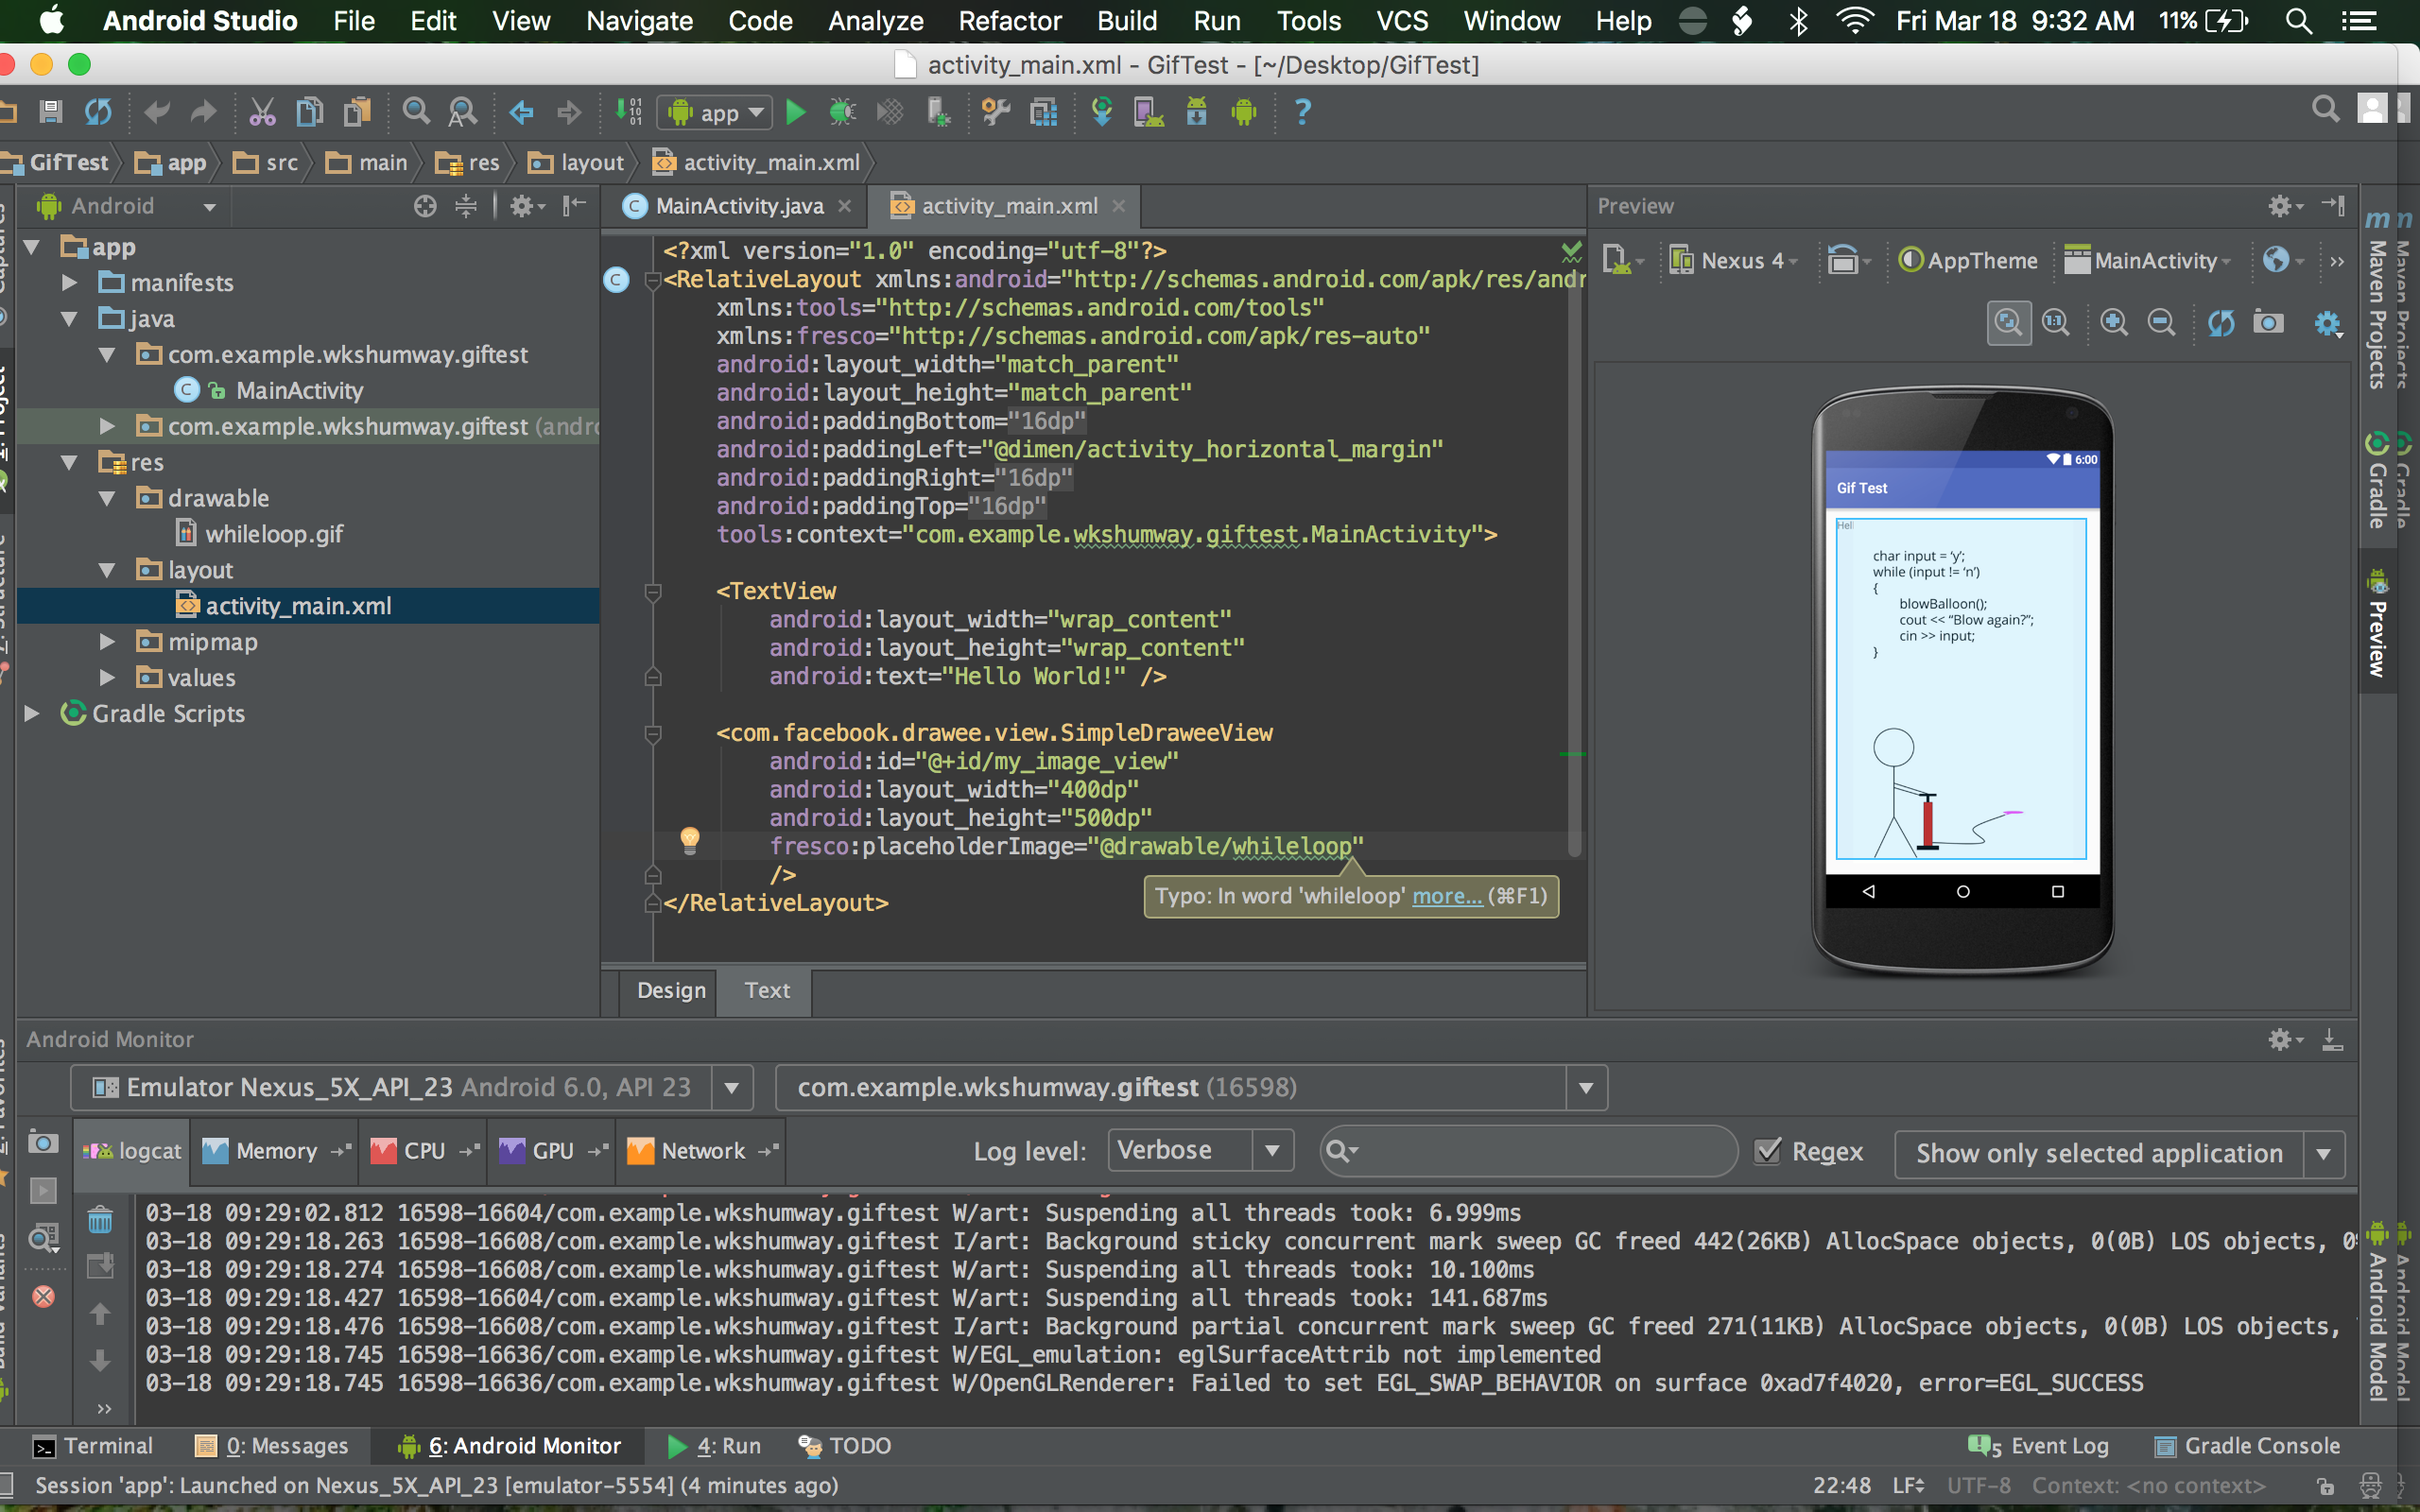 Android Studio File Edit View Navigate Code Analyze Refactor Build Run Tools VCS Window Help Fri Mar 18 9:32 AM 11%
activity_main.xml - GifTest - [~/Desktop/GifTest]
app
GifTest app src main res layout activity_main.xml
Android
MainActivity.java activity_main.xml
Preview
app
manifests
java
com.example.wkshumway.giftest
MainActivity
com.example.wkshumway.giftest (andro
res
drawable
whileloop.gif
layout
activity_main.xml
mipmap
values
Gradle Scripts
<?xml version="1.0" encoding="utf-8"?>
<RelativeLayout xmlns:android="http://schemas.android.com/apk/res/andr
xmlns:tools="http://schemas.android.com/tools"
xmlns:fresco="http://schemas.android.com/apk/res-auto"
android:layout_width="match_parent"
android:layout_height="match_parent"
android:paddingBottom="16dp"
android:paddingLeft="@dimen/activity_horizontal_margin"
android:paddingRight="16dp"
android:paddingTop="16dp"
tools:context="com.example.wkshumway.giftest.MainActivity">
<TextView
android:layout_width="wrap_content"
android:layout_height="wrap_content"
android:text="Hello World!" />
<com.facebook.drawee.view.SimpleDraweeView
android:id="@+id/my_image_view"
android:layout_width="400dp"
android:layout_height="500dp"
fresco:placeholderImage="@drawable/whileloop"
/>
</RelativeLayout>
Typo: In word 'whileloop' more... (⌘F1)
Design Text
Nexus 4 AppTheme MainActivity
1:1
6:00
Gif Test
Hell
char input = ‘y’;
while (input != ‘n’)
{
blowBalloon();
cout << “Blow again?”;
cin >> input;
}
Maven Projects
Gradle
Preview
Android Model
Android Monitor
Emulator Nexus_5X_API_23 Android 6.0, API 23
com.example.wkshumway.giftest (16598)
logcat Memory CPU GPU Network Log level: Verbose Regex Show only selected application
03-18 09:29:02.812 16598-16604/com.example.wkshumway.giftest W/art: Suspending all threads took: 6.999ms
03-18 09:29:18.263 16598-16608/com.example.wkshumway.giftest I/art: Background sticky concurrent mark sweep GC freed 442(26KB) AllocSpace objects, 0(0B) LOS objects, 0%
03-18 09:29:18.274 16598-16608/com.example.wkshumway.giftest W/art: Suspending all threads took: 10.100ms
03-18 09:29:18.427 16598-16604/com.example.wkshumway.giftest W/art: Suspending all threads took: 141.687ms
03-18 09:29:18.476 16598-16608/com.example.wkshumway.giftest I/art: Background partial concurrent mark sweep GC freed 271(11KB) AllocSpace objects, 0(0B) LOS objects,
03-18 09:29:18.745 16598-16636/com.example.wkshumway.giftest W/EGL_emulation: eglSurfaceAttrib not implemented
03-18 09:29:18.745 16598-16636/com.example.wkshumway.giftest W/OpenGLRenderer: Failed to set EGL_SWAP_BEHAVIOR on surface 0xad7f4020, error=EGL_SUCCESS
Terminal 0: Messages 6: Android Monitor 4: Run TODO 5 Event Log Gradle Console
Session 'app': Launched on Nexus_5X_API_23 [emulator-5554] (4 minutes ago) 22:48 LF UTF-8 Context: <no context>